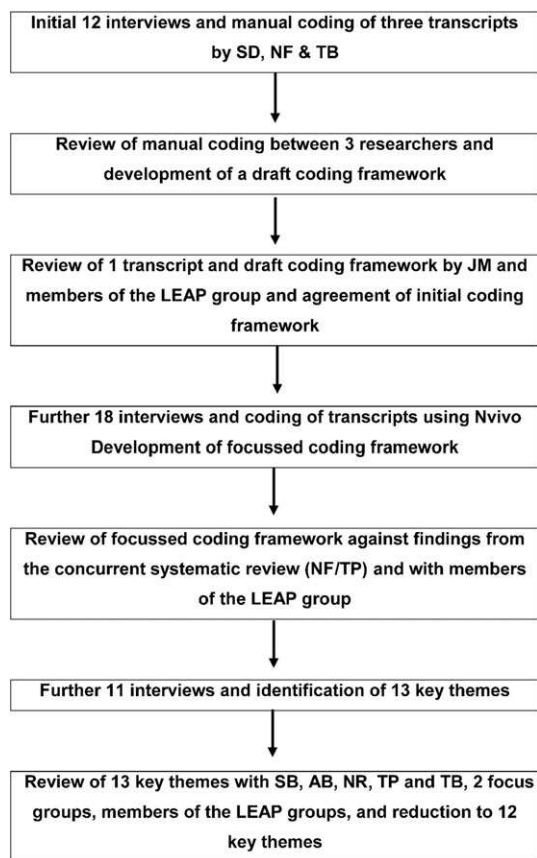 Initial 12 interviews and manual coding of three transcripts
by SD, NF & TB
Review of manual coding between 3 researchers and
development of a draft coding framework
Review of 1 transcript and draft coding framework by JM and
members of the LEAP group and agreement of initial coding
framework
Further 18 interviews and coding of transcripts using Nvivo
Development of focussed coding framework
Review of focussed coding framework against findings from
the concurrent systematic review (NF/TP) and with members
of the LEAP group
Further 11 interviews and identification of 13 key themes
Review of 13 key themes with SB, AB, NR, TP and TB, 2 focus
groups, members of the LEAP groups, and reduction to 12
key themes